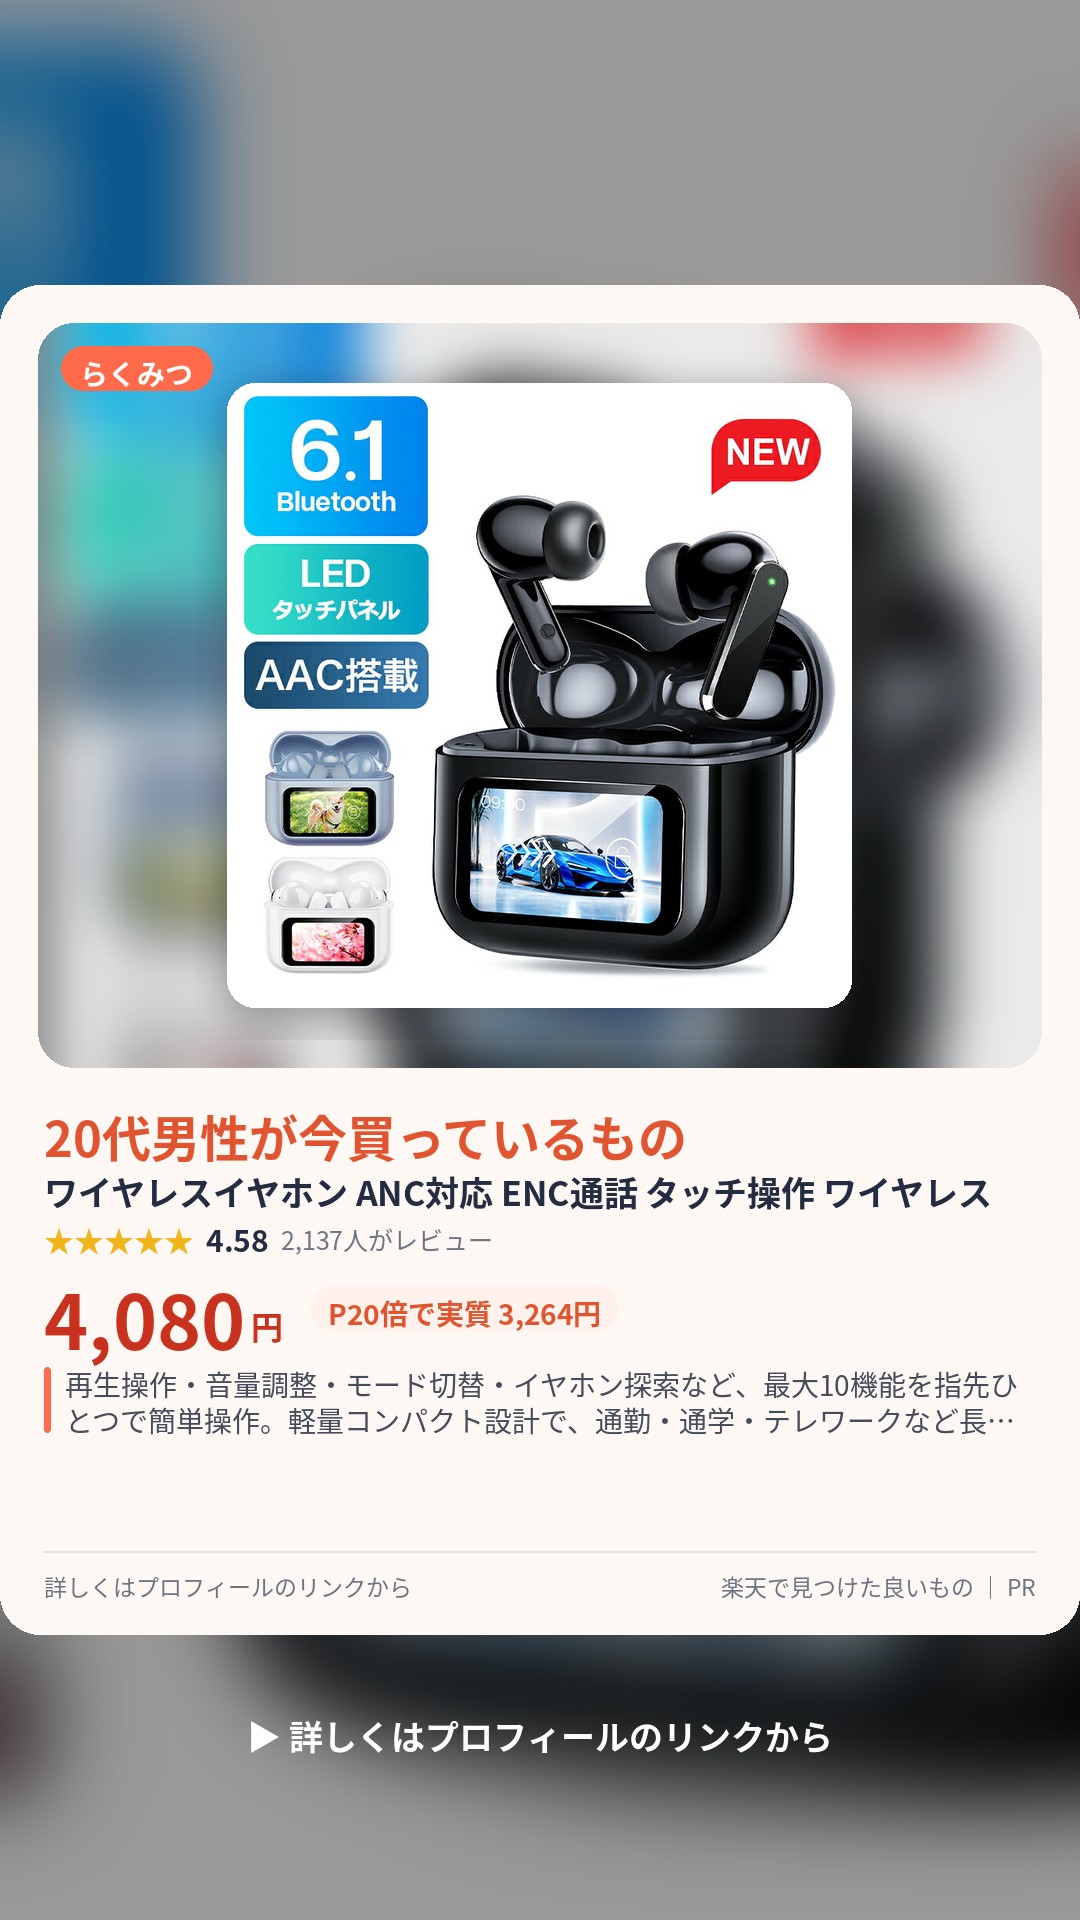 らくみつ
6.1
Bluetooth
LED
タッチパネル
AAC搭載
NEW
09:00
20代男性が今買っているもの
ワイヤレスイヤホン ANC対応 ENC通話 タッチ操作 ワイヤレス
★★★★★ 4.58 2,137人がレビュー
4,080円
P20倍で実質 3,264円
再生操作・音量調整・モード切替・イヤホン探索など、最大10機能を指先ひ
とつで簡単操作。軽量コンパクト設計で、通勤・通学・テレワークなど長…
詳しくはプロフィールのリンクから
楽天で見つけた良いもの｜PR
▶ 詳しくはプロフィールのリンクから